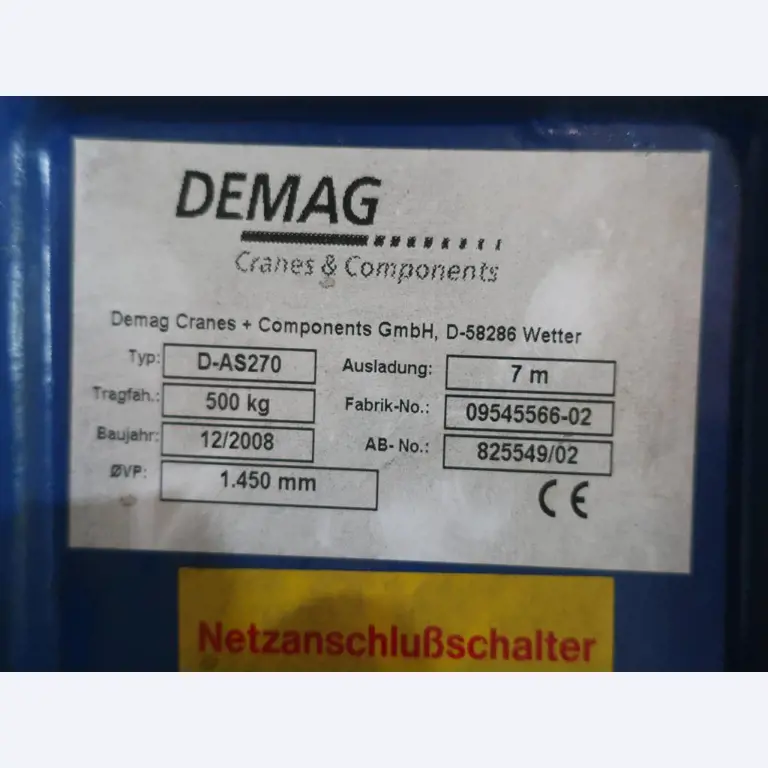 DEMAG
Cranes & Components
Demag Cranes + Components GmbH, D-58286 Wetter
Typ: D-AS270 Ausladung: 7 m
Tragfäh.: 500 kg Fabrik-No.: 09545566-02
Baujahr: 12/2008 AB- No.: 825549/02
ØVP: 1.450 mm
CE
Netzanschlußschalter